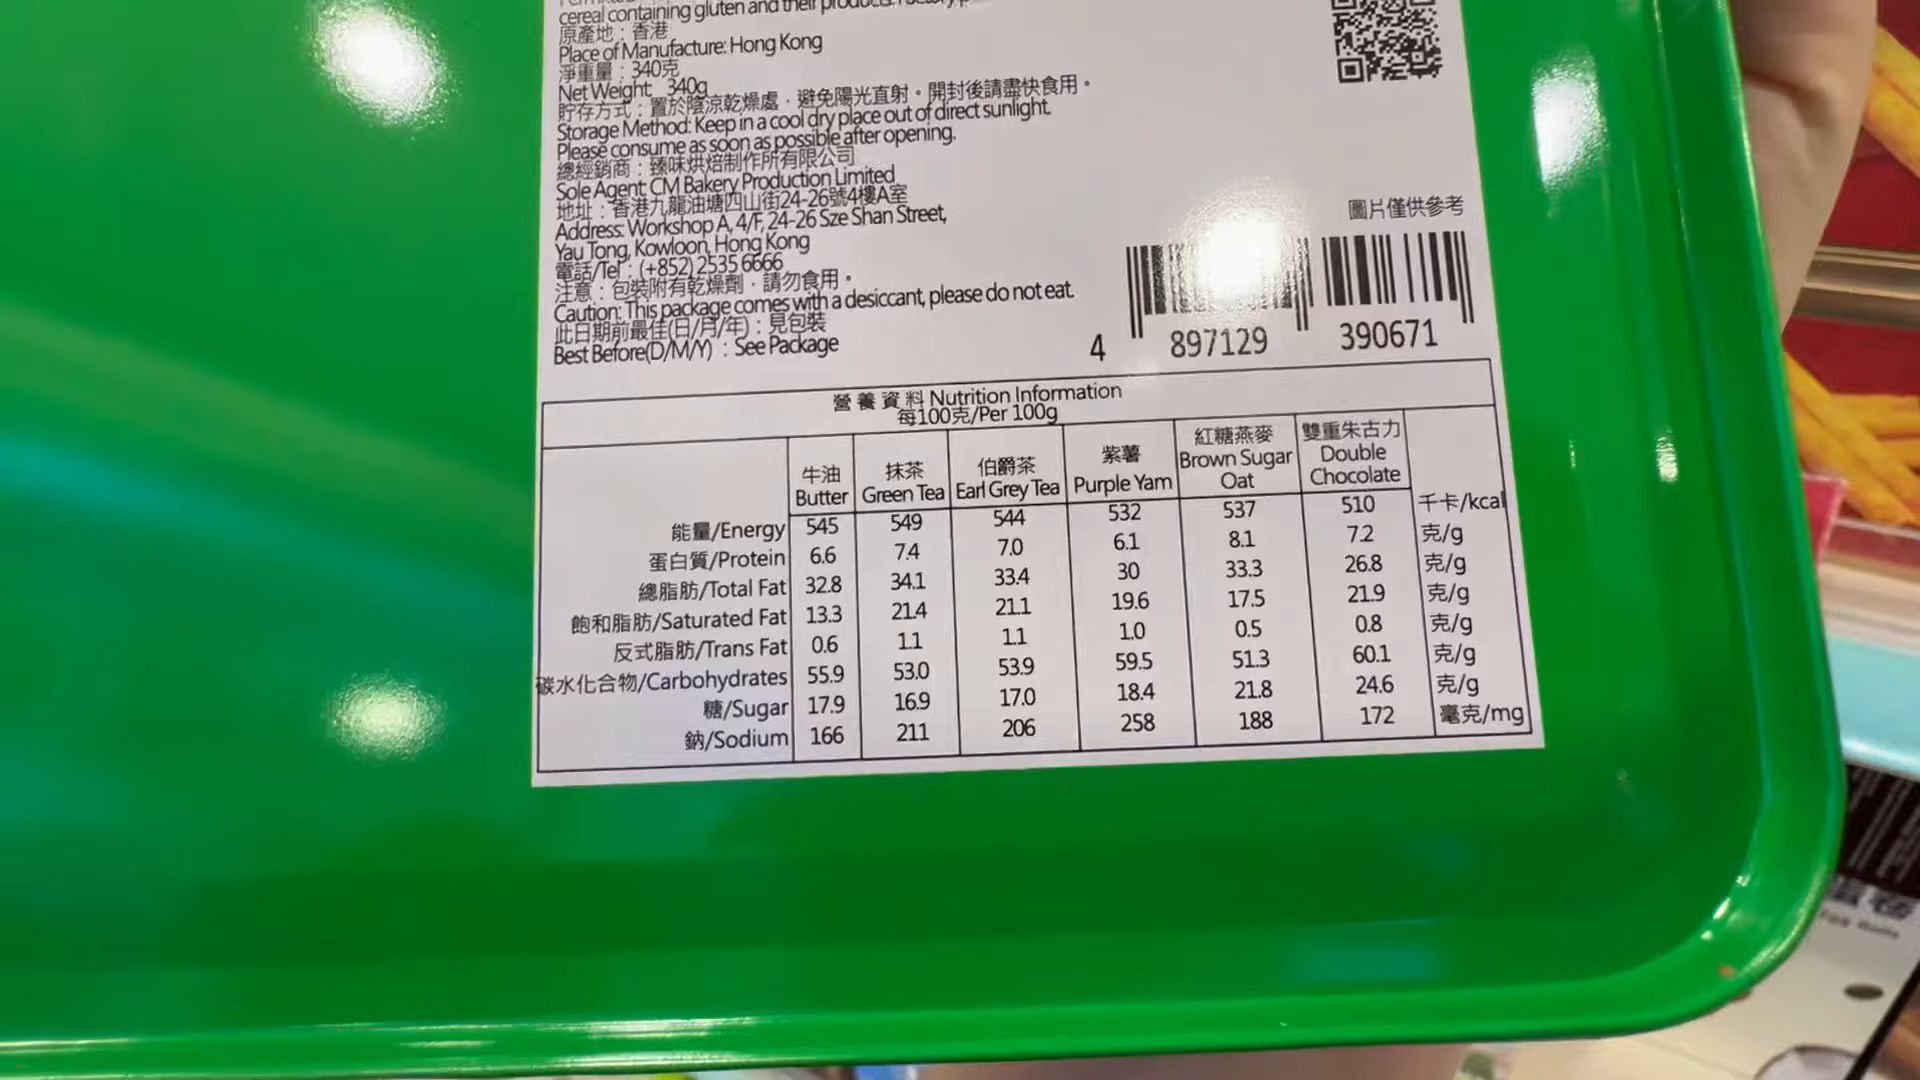 cereal containing gluten and their
原產地：香港
Place of Manufacture: Hong Kong
淨重量：340克
Net Weight: 340g
貯存方式：置於陰涼乾燥處，避免陽光直射。開封後請盡快食用。
Storage Method: Keep in a cool dry place out of direct sunlight.
Please consume as soon as possible after opening.
總經銷商：臻味烘焙制作所有限公司
Sole Agent: CM Bakery Production Limited
地址：香港九龍油塘四山街24-26號4樓A室
Address: Workshop A, 4/F, 24-26 Sze Shan Street,
Yau Tong, Kowloon, Hong Kong
電話/Tel：(+852) 2535 6666
注意：包裝附有乾燥劑，請勿食用。
Caution: This package comes with a desiccant, please do not eat.
此日期前最佳(日/月/年)：見包裝
Best Before(D/M/Y)：See Package
圖片僅供參考
4 897129 390671
營養資料 Nutrition Information
每100克/Per 100g
牛油 Butter 抹茶 Green Tea 伯爵茶 Earl Grey Tea 紫薯 Purple Yam 紅糖燕麥 Brown Sugar Oat 雙重朱古力 Double Chocolate
能量/Energy 545 549 544 532 537 510 千卡/kcal
蛋白質/Protein 6.6 7.4 7.0 6.1 8.1 7.2 克/g
總脂肪/Total Fat 32.8 34.1 33.4 30 33.3 26.8 克/g
飽和脂肪/Saturated Fat 13.3 21.4 21.1 19.6 17.5 21.9 克/g
反式脂肪/Trans Fat 0.6 1.1 1.1 1.0 0.5 0.8 克/g
碳水化合物/Carbohydrates 55.9 53.0 53.9 59.5 51.3 60.1 克/g
糖/Sugar 17.9 16.9 17.0 18.4 21.8 24.6 克/g
鈉/Sodium 166 211 206 258 188 172 毫克/mg